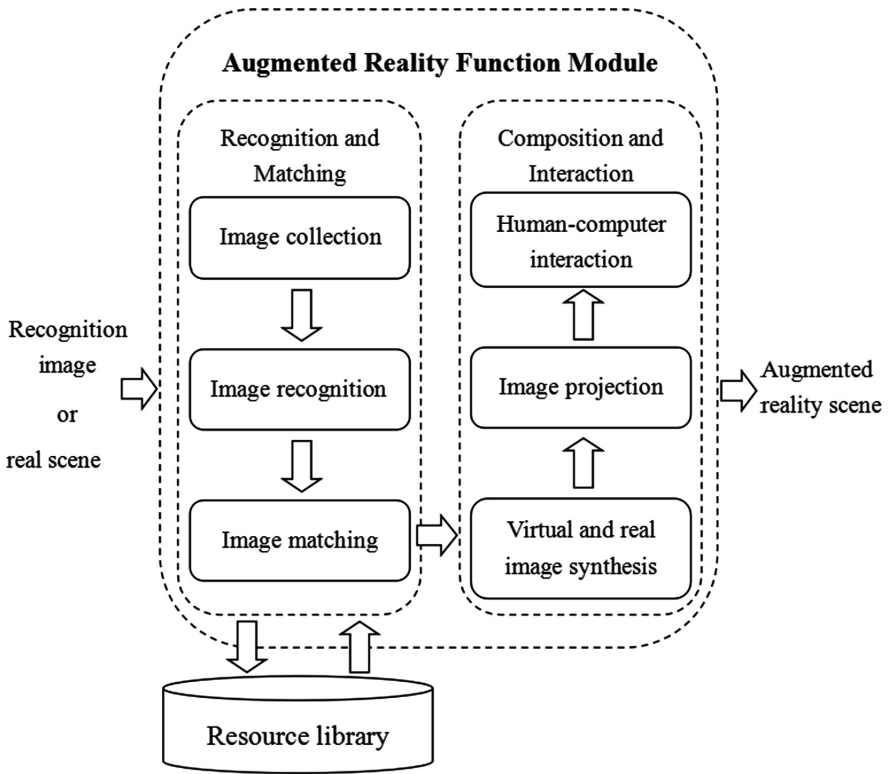 Augmented Reality Function Module
Recognition
image
or
real scene
Recognition and
Matching
Image collection
Image recognition
Image matching
Composition and
Interaction
Human-computer
interaction
Image projection
Virtual and real
image synthesis
Augmented
reality scene
Resource library